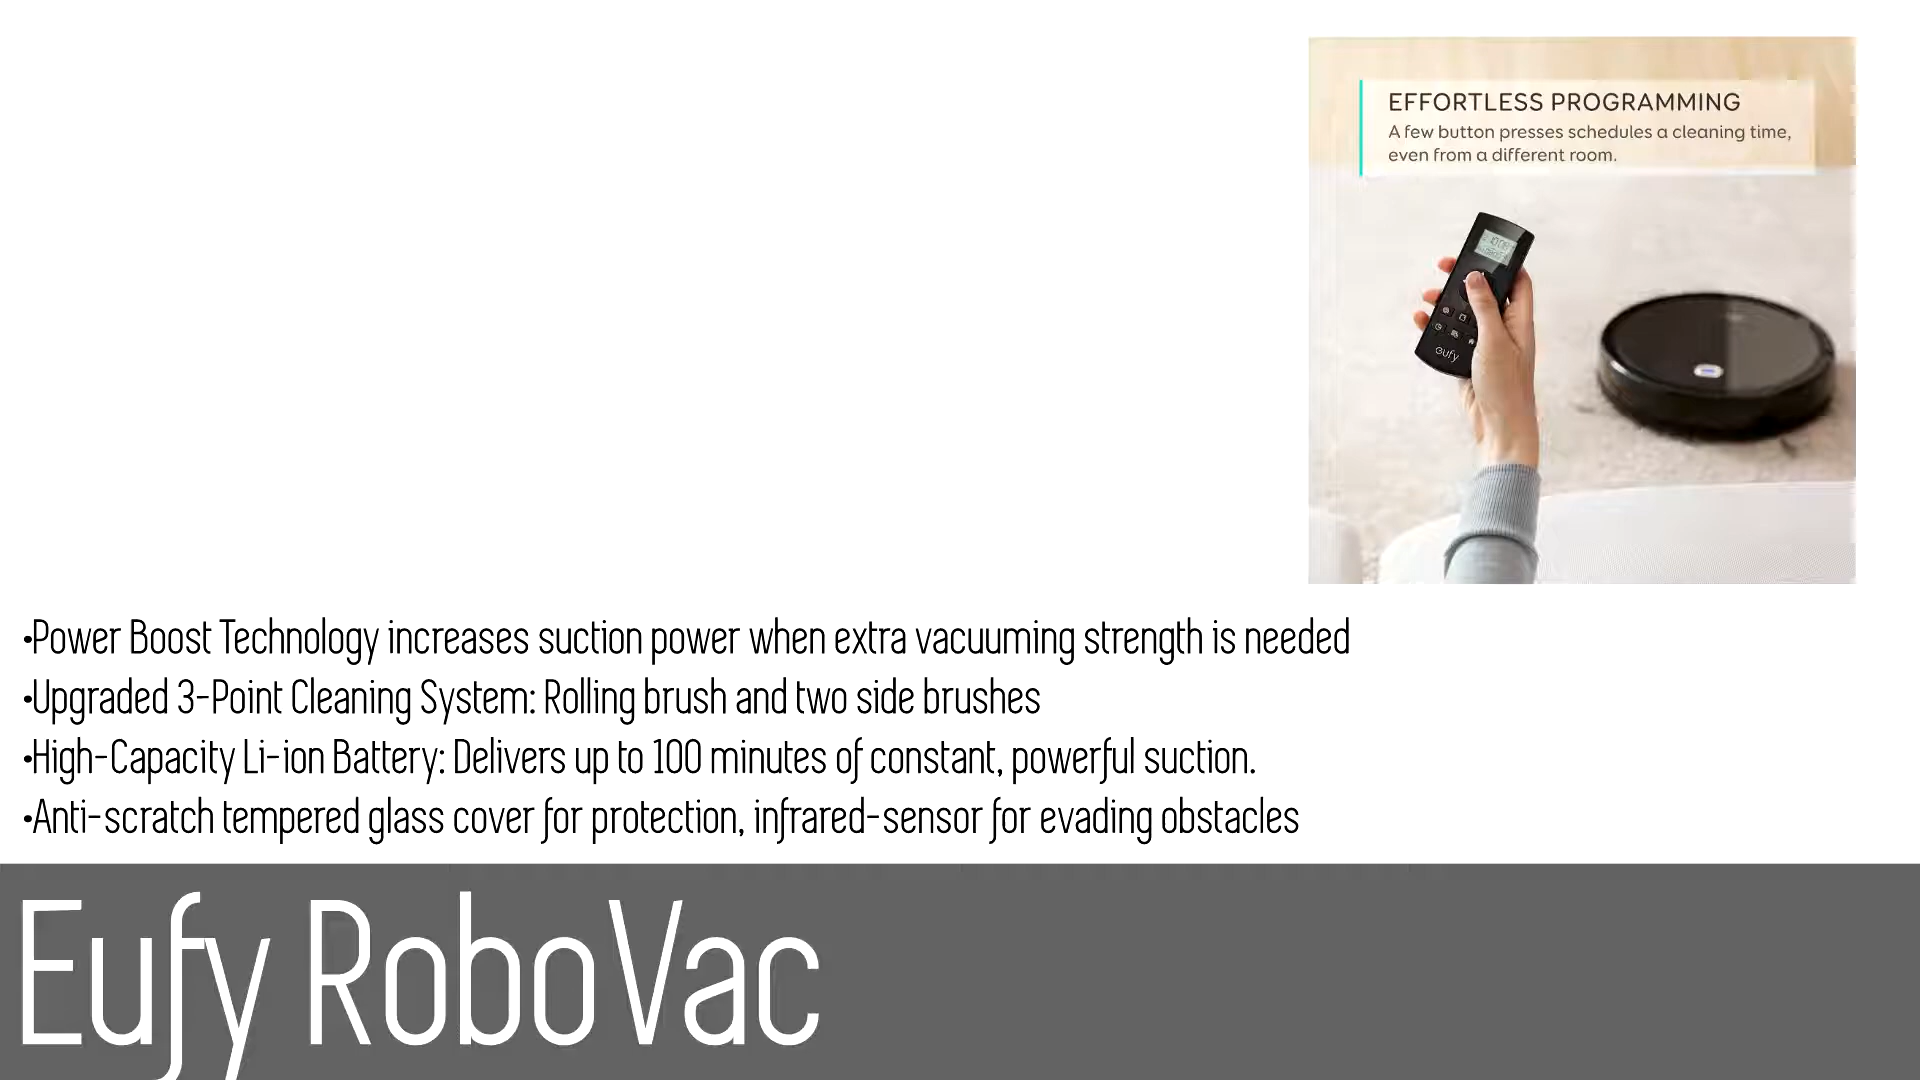 EFFORTLESS PROGRAMMING
A few button presses schedules a cleaning time,
even from a different room.
eufy
•Power Boost Technology increases suction power when extra vacuuming strength is needed
•Upgraded 3-Point Cleaning System: Rolling brush and two side brushes
•High-Capacity Li-ion Battery: Delivers up to 100 minutes of constant, powerful suction.
•Anti-scratch tempered glass cover for protection, infrared-sensor for evading obstacles
Eufy RoboVac